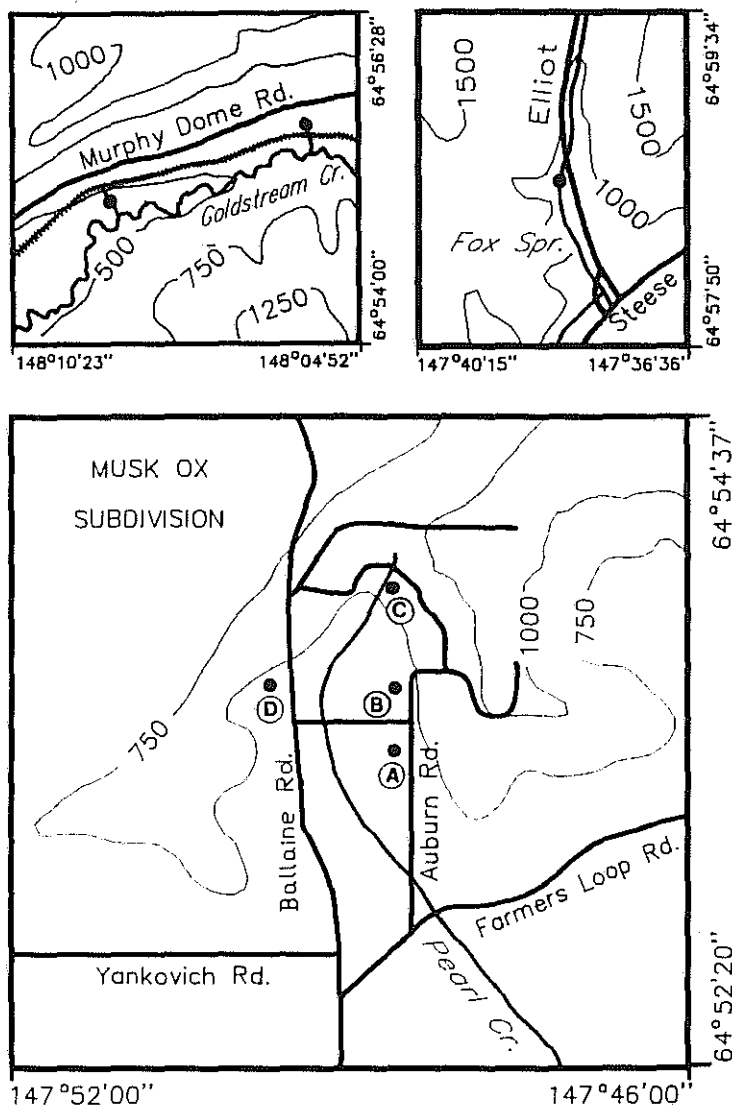 1000
Murphy Dome Rd.
Goldstream Cr.
500
750
1250
64°56'28"
64°54'00"
148°10'23"
148°04'52"
1500
Elliot
1500
1000
Fox Spr.
Steese
64°59'34"
64°57'50"
147°40'15"
147°36'36"
MUSK OX
SUBDIVISION
C
D
B
A
750
1000
750
Ballaine Rd.
Auburn Rd.
Farmers Loop Rd.
Yankovich Rd.
Pearl Cr.
64°54'37"
64°52'20"
147°52'00"
147°46'00"